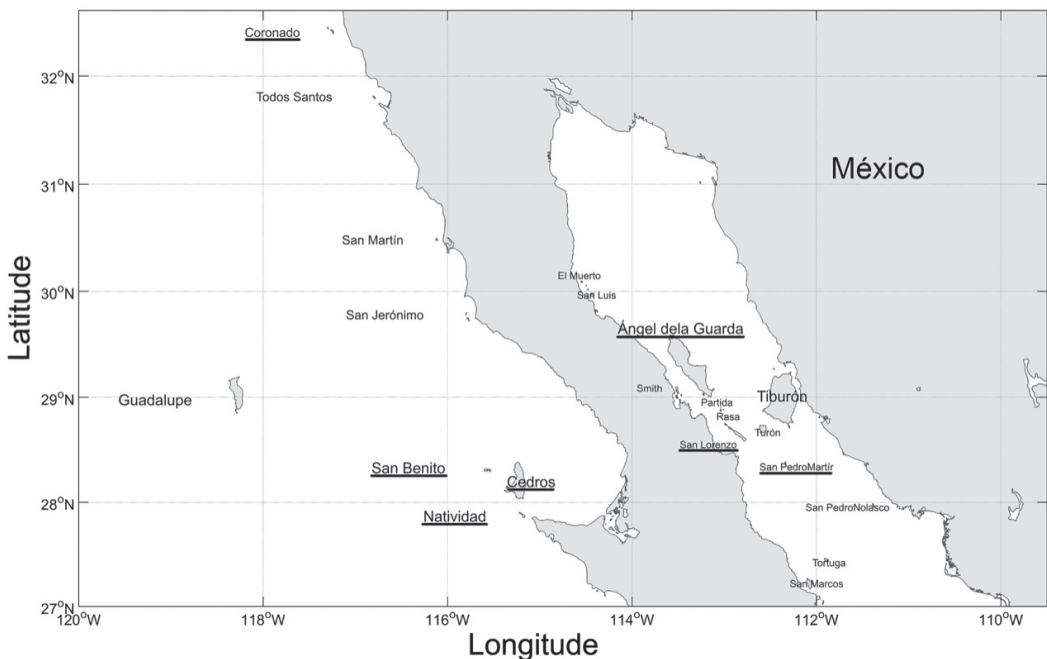 Coronado
32°N
Todos Santos
México
31°N
San Martín
El Muerto
30°N
San Luis
San Jerónimo
Ángel dela Guarda
Latitude
Smith
29°N
Guadalupe
Partida
Tiburón
Rasa
Turón
San Lorenzo
San Benito
San PedroMartír
Cedros
28°N
San PedroNolasco
Natividad
Tortuga
San Marcos
27°N
120°W
118°W
116°W
114°W
112°W
110°W
Longitude